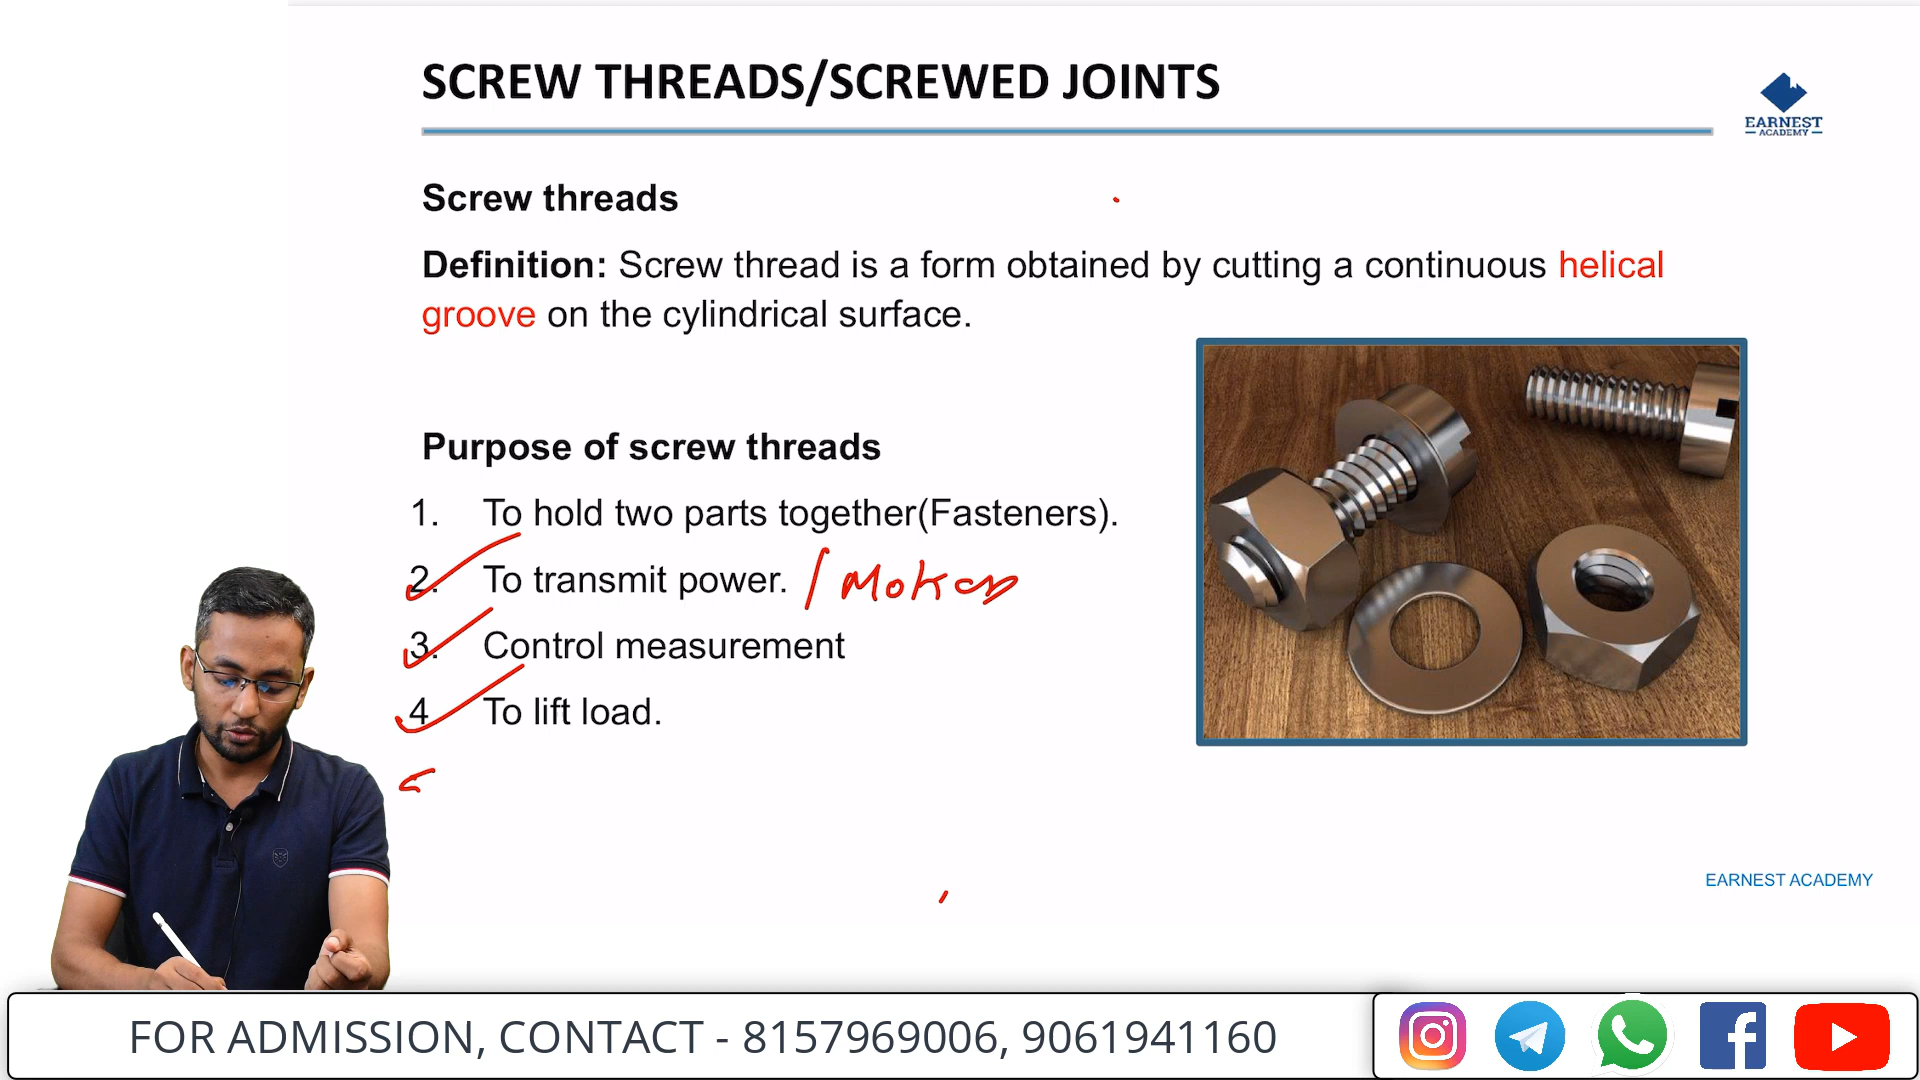 SCREW THREADS/SCREWED JOINTS
EARNEST
ACADEMY
Screw threads
Definition: Screw thread is a form obtained by cutting a continuous helical
groove on the cylindrical surface.
Purpose of screw threads
1. To hold two parts together(Fasteners).
2. To transmit power. /
3. Control measurement
4 To lift load.
EARNEST ACADEMY
FOR ADMISSION, CONTACT - 8157969006, 9061941160